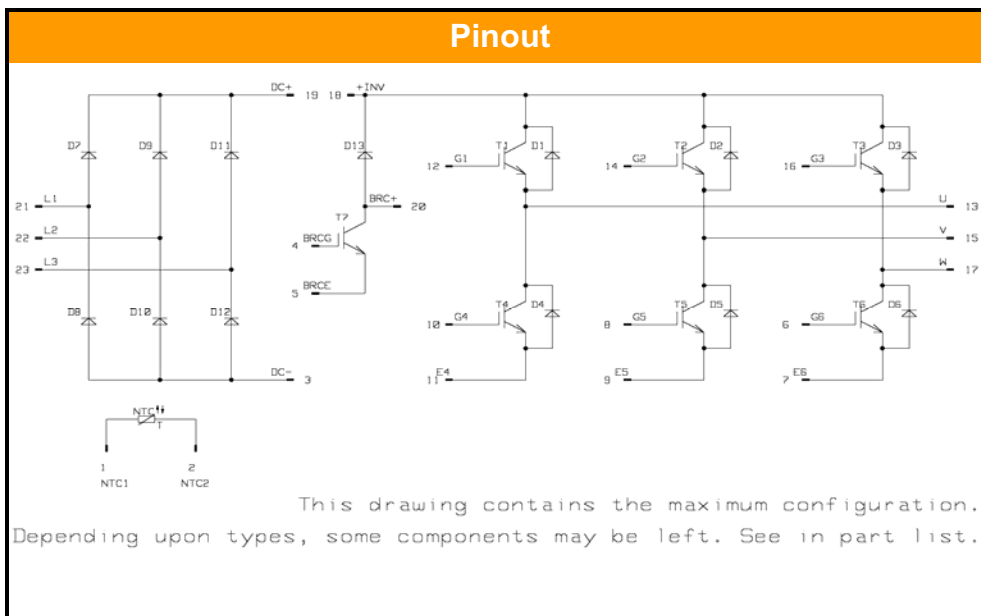 Pinout
DC+ 19 18 +INV
D7 D9 D11 D13 T1 D1 T2 D2 T3 D3
12 G1 14 G2 16 G3
21 L1 BRC+ 20 U 13
22 L2 T7 4 BRCG V 15
23 L3 W 17
5 BRCE
D8 D10 D12 T4 D4 T5 D5 T6 D6
10 G4 8 G5 6 G6
DC- 3 11 E4 9 E5 7 E6
NTC T
1 2
NTC1 NTC2
This drawing contains the maximum configuration.
Depending upon types, some components may be left. See in part list.